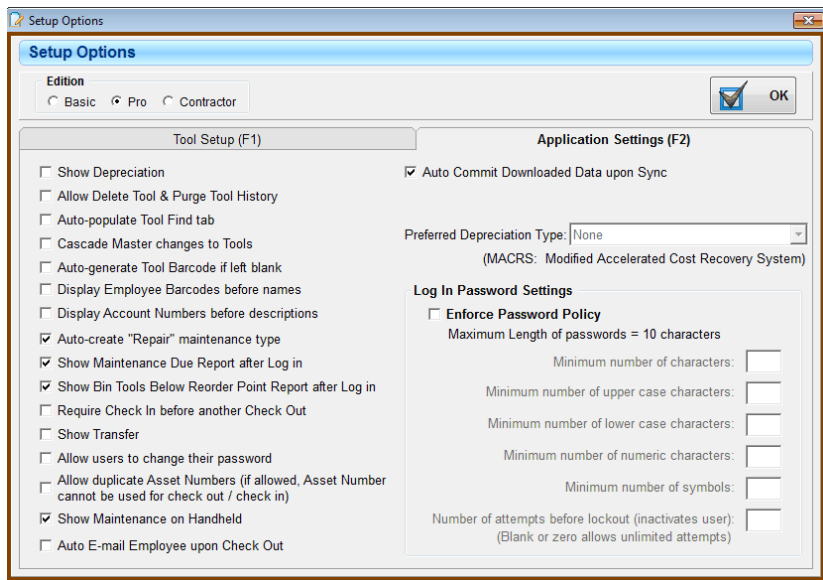 Setup Options
Setup Options
Edition
Basic Pro Contractor
OK
Tool Setup (F1)
Application Settings (F2)
Show Depreciation
Allow Delete Tool & Purge Tool History
Auto-populate Tool Find tab
Cascade Master changes to Tools
Auto-generate Tool Barcode if left blank
Display Employee Barcodes before names
Display Account Numbers before descriptions
Auto-create "Repair" maintenance type
Show Maintenance Due Report after Log in
Show Bin Tools Below Reorder Point Report after Log in
Require Check In before another Check Out
Show Transfer
Allow users to change their password
Allow duplicate Asset Numbers (if allowed, Asset Number
cannot be used for check out / check in)
Show Maintenance on Handheld
Auto E-mail Employee upon Check Out
Auto Commit Downloaded Data upon Sync
Preferred Depreciation Type: None
(MACRS: Modified Accelerated Cost Recovery System)
Log In Password Settings
Enforce Password Policy
Maximum Length of passwords = 10 characters
Minimum number of characters:
Minimum number of upper case characters:
Minimum number of lower case characters:
Minimum number of numeric characters:
Minimum number of symbols:
Number of attempts before lockout (inactivates user):
(Blank or zero allows unlimited attempts)